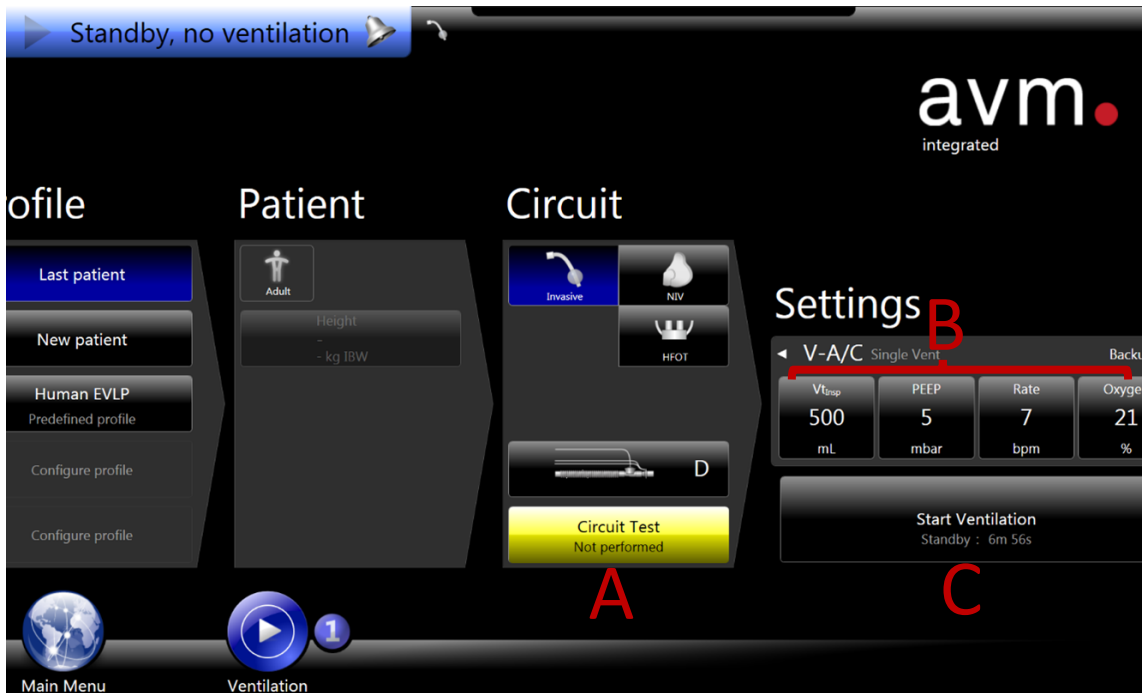 Standby, no ventilation
avm.
integrated
ofile
Last patient
New patient
Human EVLP
Predefined profile
Configure profile
Configure profile
Patient
Adult
Height
-
- kg IBW
Circuit
Invasive
NIV
HFOT
D
Circuit Test
Not performed
A
Settings
B
V-A/C Single Vent Backu
VtInsp PEEP Rate Oxyge
500 5 7 21
mL mbar bpm %
Start Ventilation
Standby : 6m 56s
C
1
Main Menu Ventilation